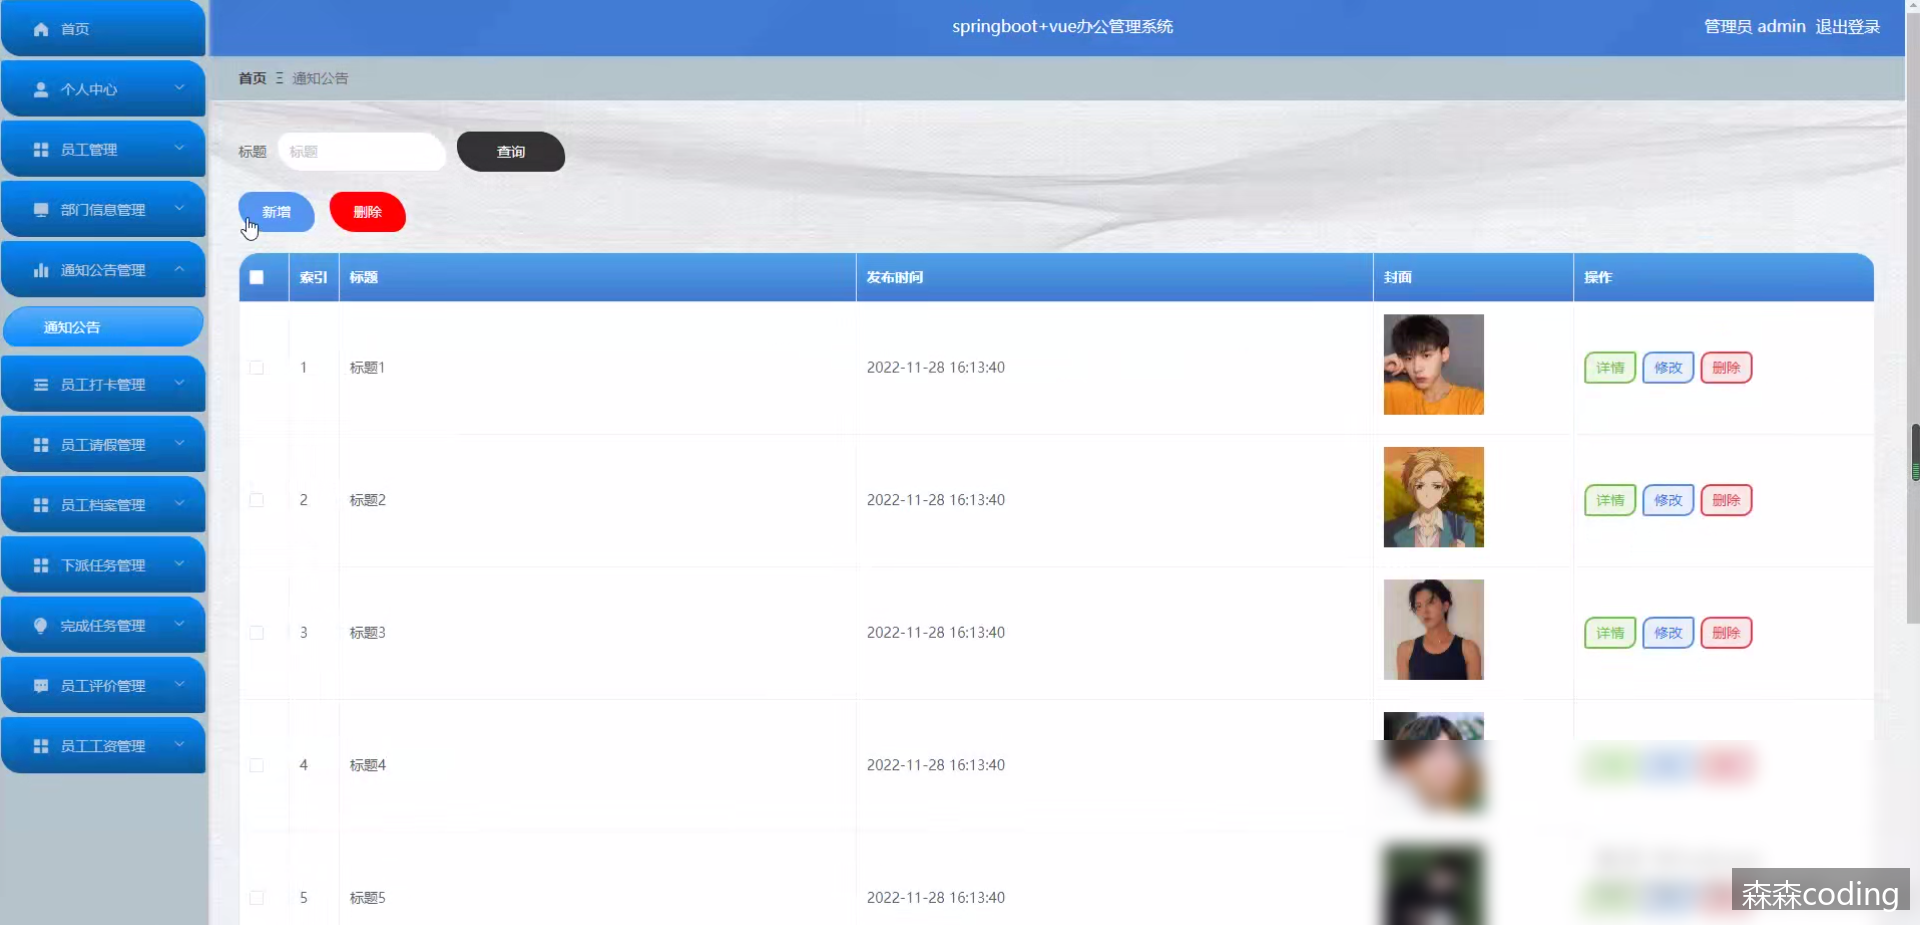 首页
springboot+vue办公管理系统
管理员 admin 退出登录
个人中心
首页 Ξ 通知公告
员工管理
标题 标题 查询
部门信息管理
新增 删除
通知公告管理
索引 标题 发布时间 封面 操作
通知公告
1 标题1 2022-11-28 16:13:40 详情 修改 删除
员工打卡管理
员工请假管理
2 标题2 2022-11-28 16:13:40 详情 修改 删除
员工档案管理
下派任务管理
完成任务管理
3 标题3 2022-11-28 16:13:40 详情 修改 删除
员工评价管理
员工工资管理
4 标题4 2022-11-28 16:13:40
5 标题5 2022-11-28 16:13:40
森森coding